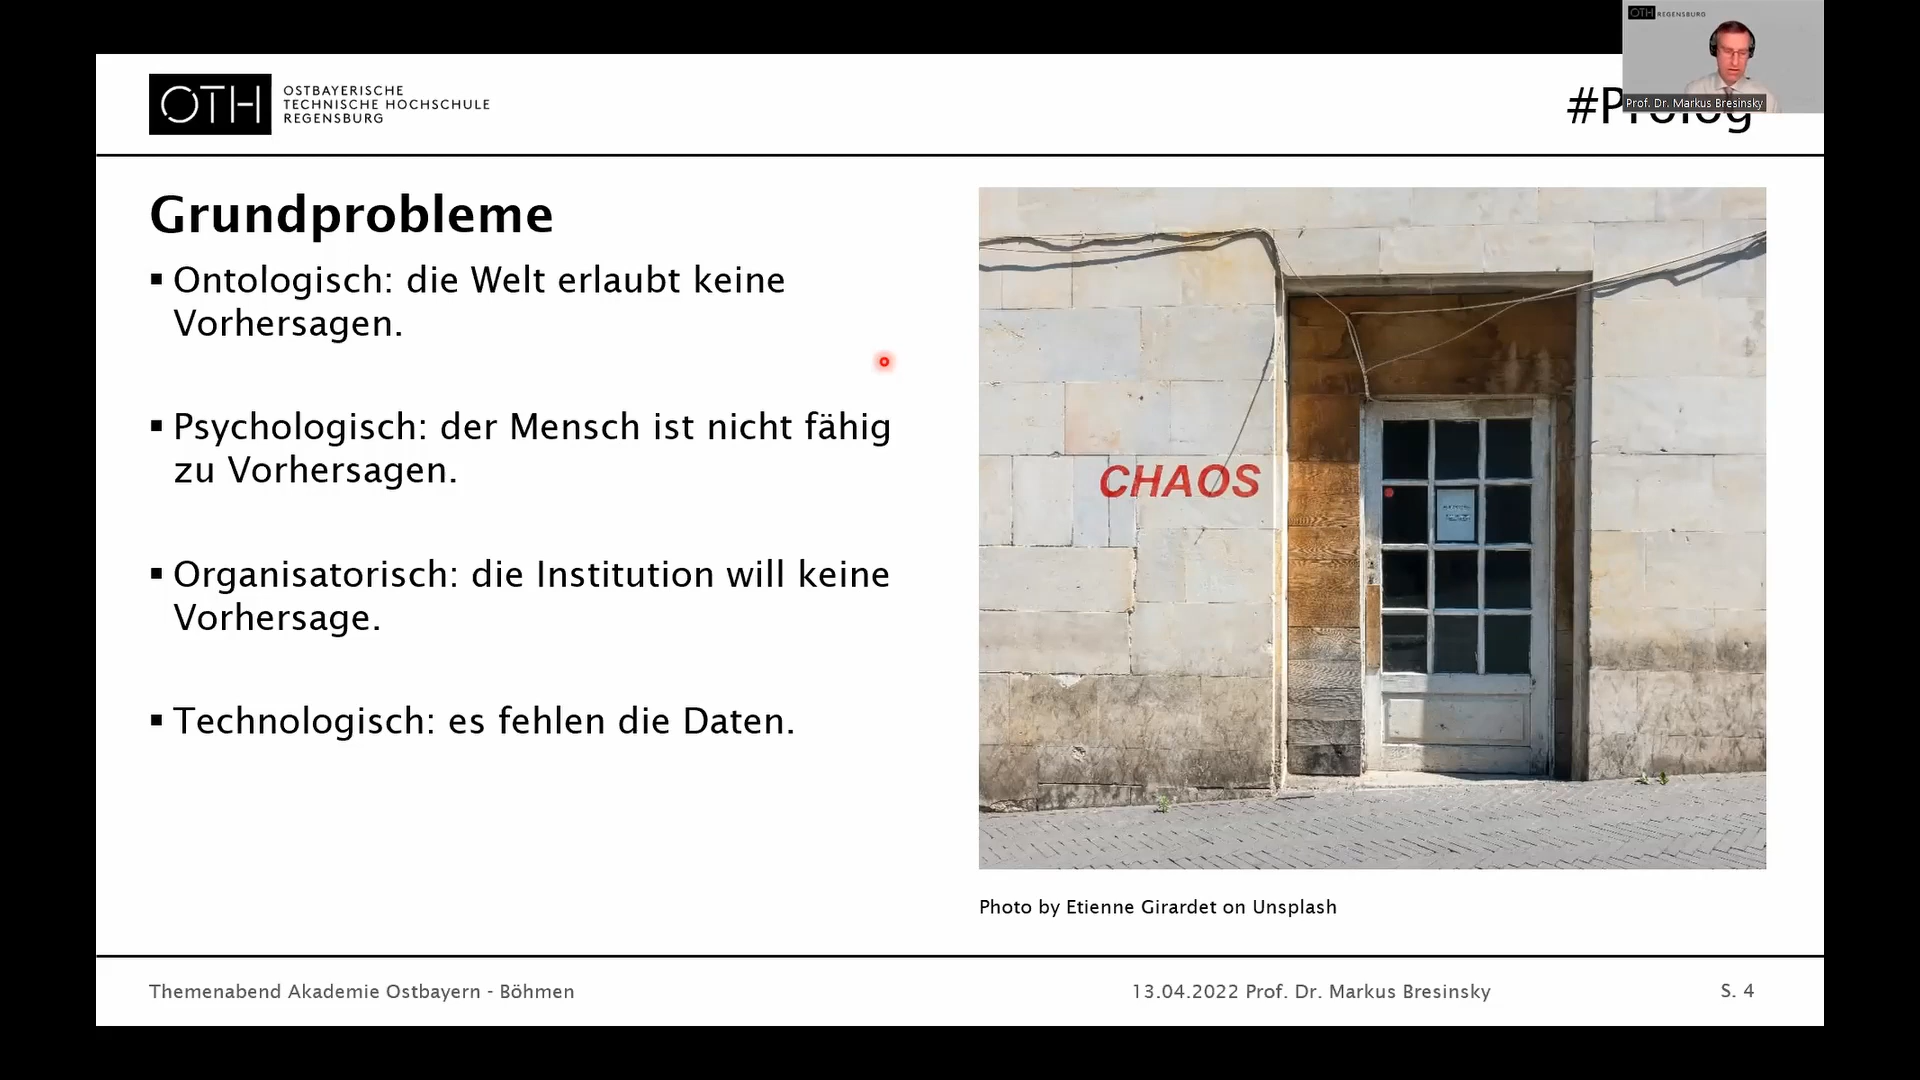 OTH
OSTBAYERISCHE
TECHNISCHE HOCHSCHULE
REGENSBURG
OTH REGENSBURG
Prof. Dr. Markus Bresinsky
#Prolog
Grundprobleme
▪ Ontologisch: die Welt erlaubt keine
Vorhersagen.
▪ Psychologisch: der Mensch ist nicht fähig
zu Vorhersagen.
▪ Organisatorisch: die Institution will keine
Vorhersage.
▪ Technologisch: es fehlen die Daten.
CHAOS
Photo by Etienne Girardet on Unsplash
Themenabend Akademie Ostbayern - Böhmen
13.04.2022 Prof. Dr. Markus Bresinsky
S. 4